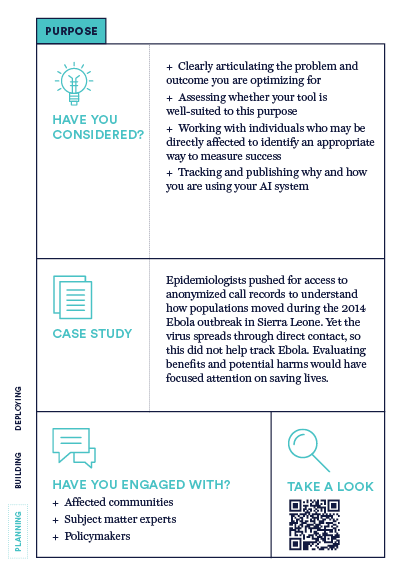 PURPOSE
HAVE YOU
CONSIDERED?
+ Clearly articulating the problem and
outcome you are optimizing for
+ Assessing whether your tool is
well-suited to this purpose
+ Working with individuals who may be
directly affected to identify an appropriate
way to measure success
+ Tracking and publishing why and how
you are using your AI system
CASE STUDY
Epidemiologists pushed for access to
anonymized call records to understand
how populations moved during the 2014
Ebola outbreak in Sierra Leone. Yet the
virus spreads through direct contact, so
this did not help track Ebola. Evaluating
benefits and potential harms would have
focused attention on saving lives.
HAVE YOU ENGAGED WITH?
+ Affected communities
+ Subject matter experts
+ Policymakers
TAKE A LOOK
DEPLOYING
BUILDING
PLANNING